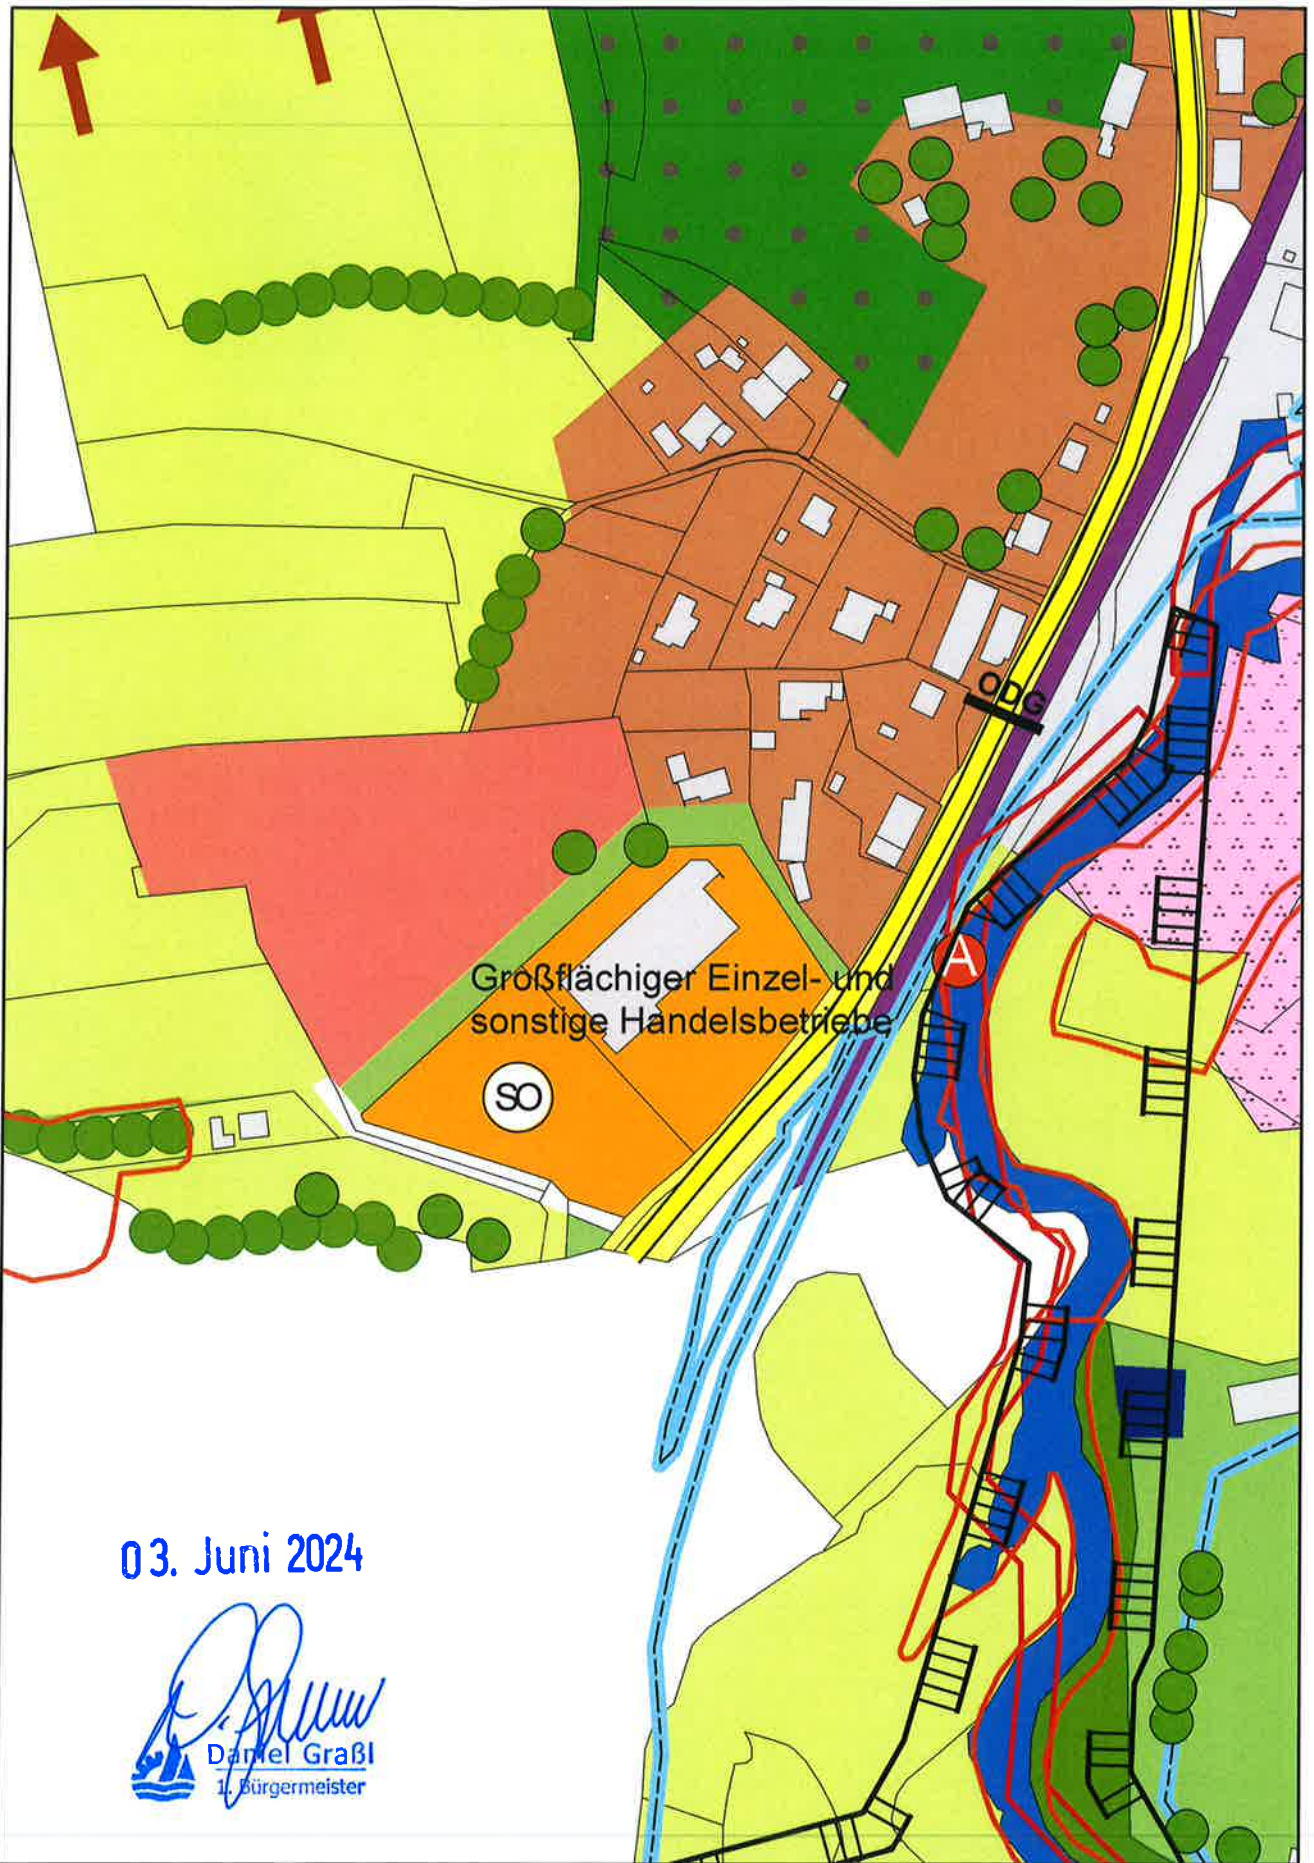 ODG
A
Großflächiger Einzel- und
sonstige Handelsbetriebe
SO
03. Juni 2024
Daniel Graßl
1. Bürgermeister